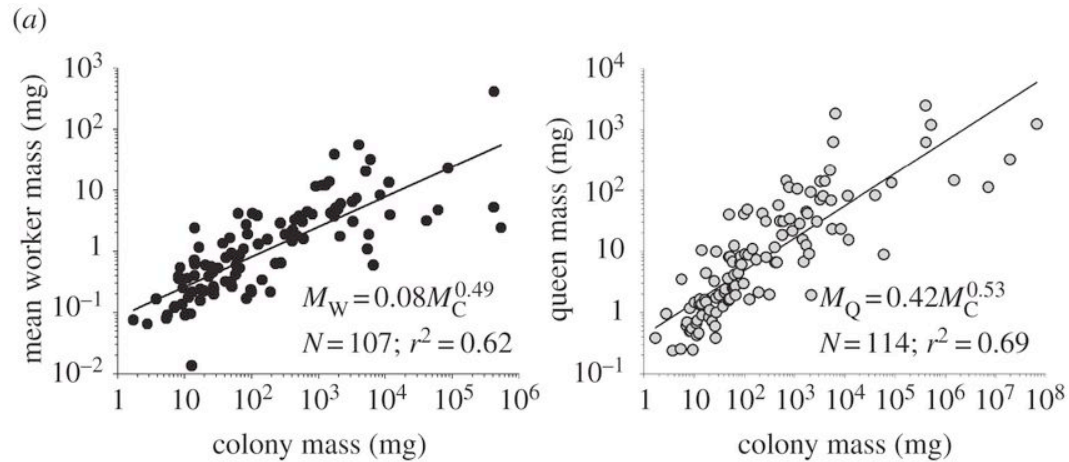 (a)
mean worker mass (mg)
10³
10²
10
1
10⁻¹
10⁻²
M_W = 0.08M_C^0.49
N = 107; r² = 0.62
1 10 10² 10³ 10⁴ 10⁵ 10⁶
colony mass (mg)
queen mass (mg)
10⁴
10³
10²
10
1
10⁻¹
M_Q = 0.42M_C^0.53
N = 114; r² = 0.69
1 10 10² 10³ 10⁴ 10⁵ 10⁶ 10⁷ 10⁸
colony mass (mg)